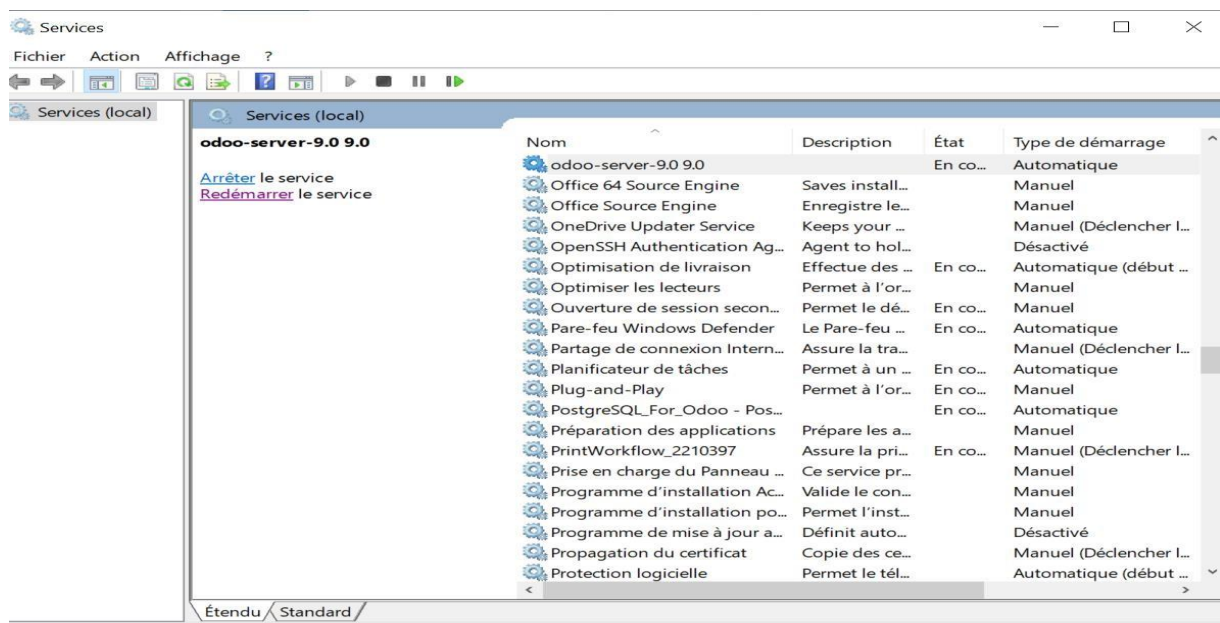 Services
Fichier Action Affichage ?
Services (local)
Services (local)
odoo-server-9.0 9.0
Arrêter le service
Redémarrer le service
Nom Description État Type de démarrage
odoo-server-9.0 9.0 En co... Automatique
Office 64 Source Engine Saves install... Manuel
Office Source Engine Enregistre le... Manuel
OneDrive Updater Service Keeps your ... Manuel (Déclencher l...
OpenSSH Authentication Ag... Agent to hol... Désactivé
Optimisation de livraison Effectue des ... En co... Automatique (début ...
Optimiser les lecteurs Permet à l'or... Manuel
Ouverture de session secon... Permet le dé... En co... Manuel
Pare-feu Windows Defender Le Pare-feu ... En co... Automatique
Partage de connexion Intern... Assure la tra... Manuel (Déclencher l...
Planificateur de tâches Permet à un ... En co... Automatique
Plug-and-Play Permet à l'or... En co... Manuel
PostgreSQL_For_Odoo - Pos... En co... Automatique
Préparation des applications Prépare les a... Manuel
PrintWorkflow_2210397 Assure la pri... En co... Manuel (Déclencher l...
Prise en charge du Panneau ... Ce service pr... Manuel
Programme d'installation Ac... Valide le con... Manuel
Programme d'installation po... Permet l'inst... Manuel
Programme de mise à jour a... Définit auto... Désactivé
Propagation du certificat Copie des ce... Manuel (Déclencher l...
Protection logicielle Permet le tél... Automatique (début ...
Étendu Standard